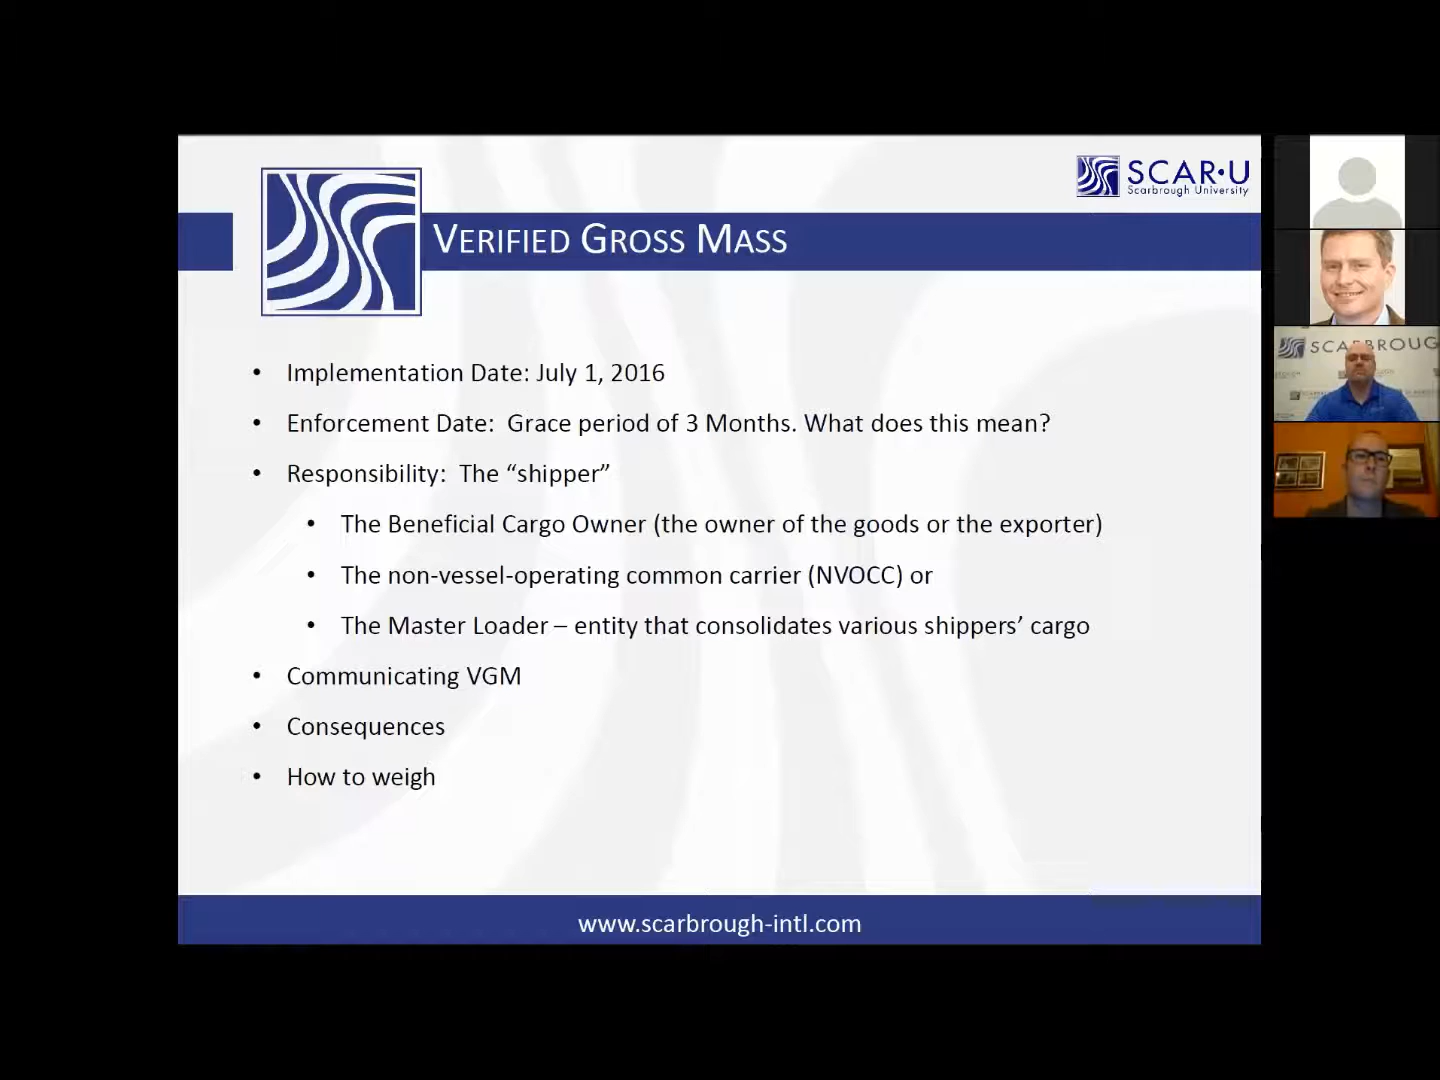 SCAR•U
Scarbrough University
VERIFIED GROSS MASS
• Implementation Date: July 1, 2016
• Enforcement Date:  Grace period of 3 Months. What does this mean?
• Responsibility:  The “shipper”
• The Beneficial Cargo Owner (the owner of the goods or the exporter)
• The non-vessel-operating common carrier (NVOCC) or
• The Master Loader – entity that consolidates various shippers’ cargo
• Communicating VGM
• Consequences
• How to weigh
www.scarbrough-intl.com
SCARBROUG